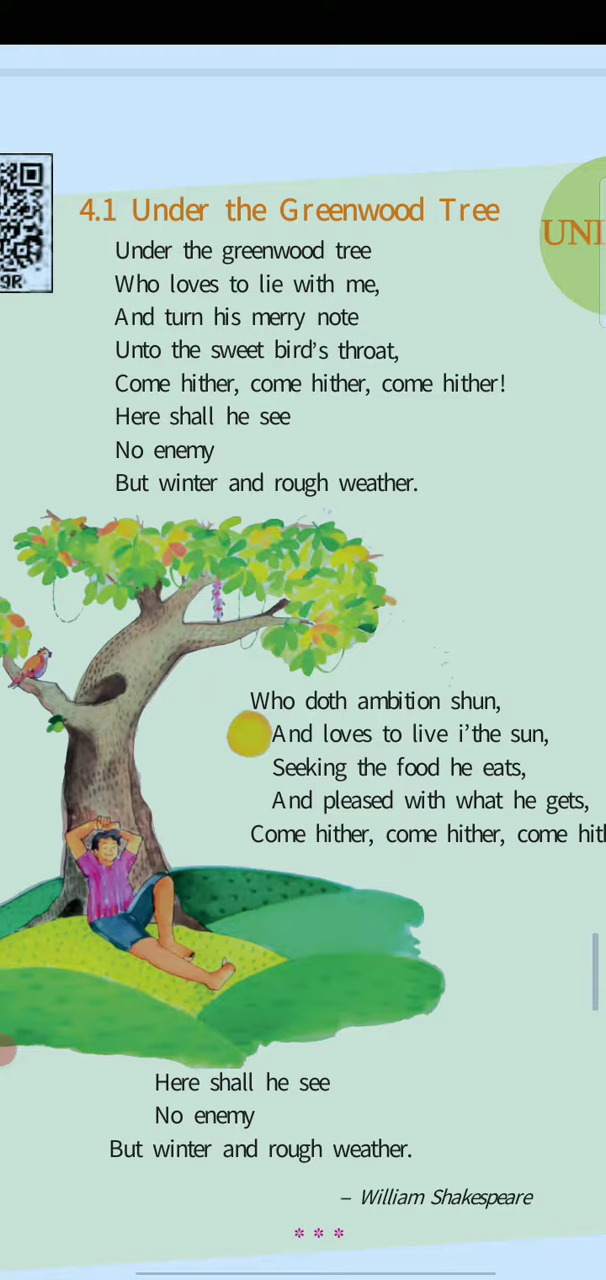 4.1 Under the Greenwood Tree
UNI
9R
Under the greenwood tree
Who loves to lie with me,
And turn his merry note
Unto the sweet bird's throat,
Come hither, come hither, come hither!
Here shall he see
No enemy
But winter and rough weather.
Who doth ambition shun,
And loves to live i'the sun,
Seeking the food he eats,
And pleased with what he gets,
Come hither, come hither, come hith
Here shall he see
No enemy
But winter and rough weather.
– William Shakespeare
* * *